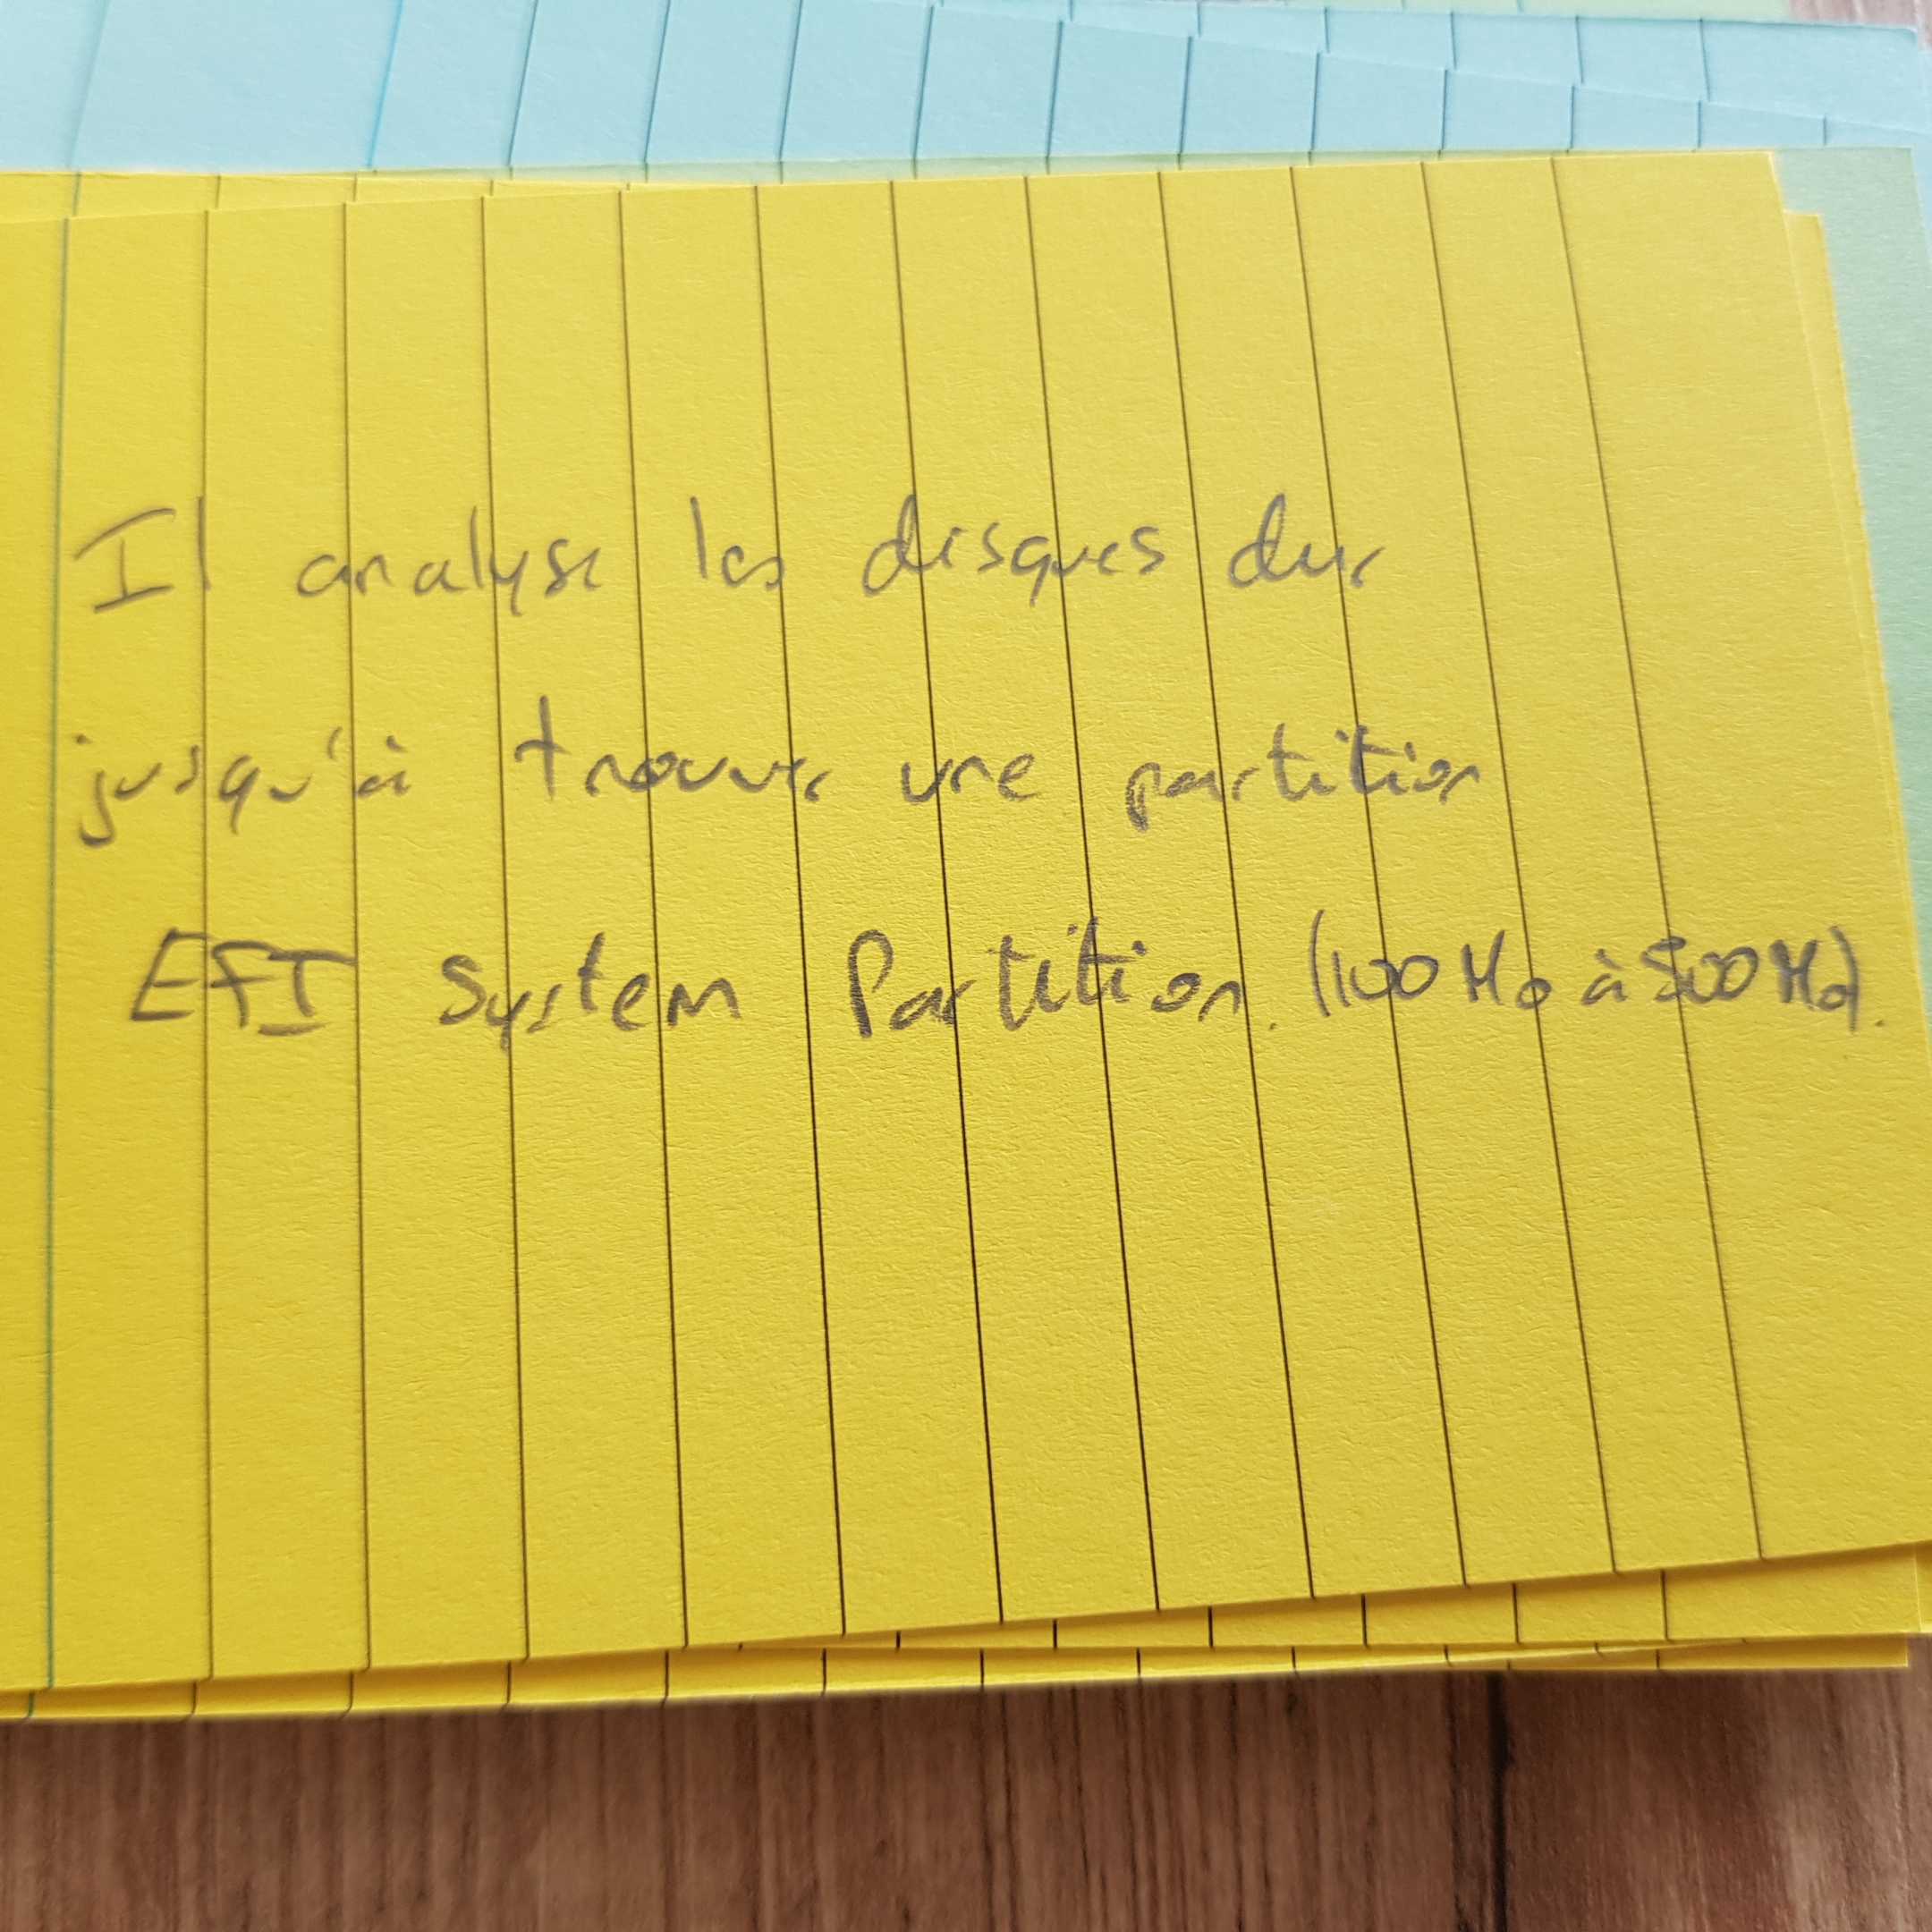 Il analyse les disques dur
jusqu'à trouver une partition
EFI System Partition. (100 Mo à 500 Mo).